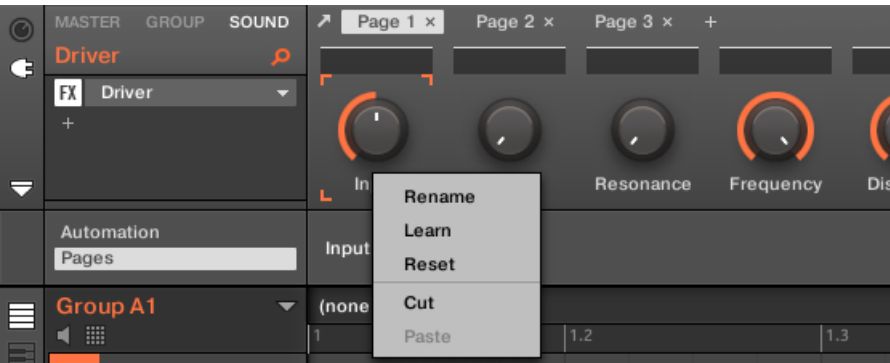 MASTER GROUP SOUND
Page 1 × Page 2 × Page 3 × +
Driver
FX Driver
+
In
Resonance Frequency Dis
Rename
Learn
Reset
Cut
Paste
Automation
Pages
Input
Group A1
(none
1 1.2 1.3